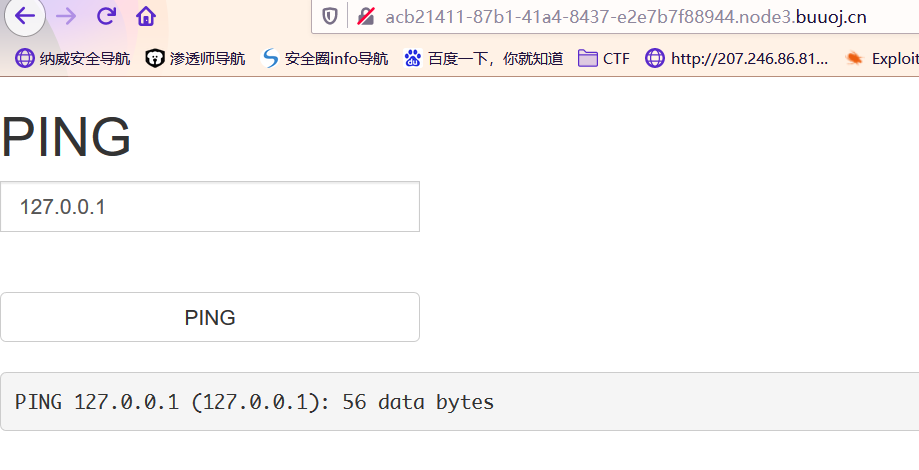 acb21411-87b1-41a4-8437-e2e7b7f88944.node3.buuoj.cn
纳威安全导航 渗透师导航 安全圈info导航 百度一下，你就知道 CTF http://207.246.86.81... Exploit
PING
127.0.0.1
PING
PING 127.0.0.1 (127.0.0.1): 56 data bytes